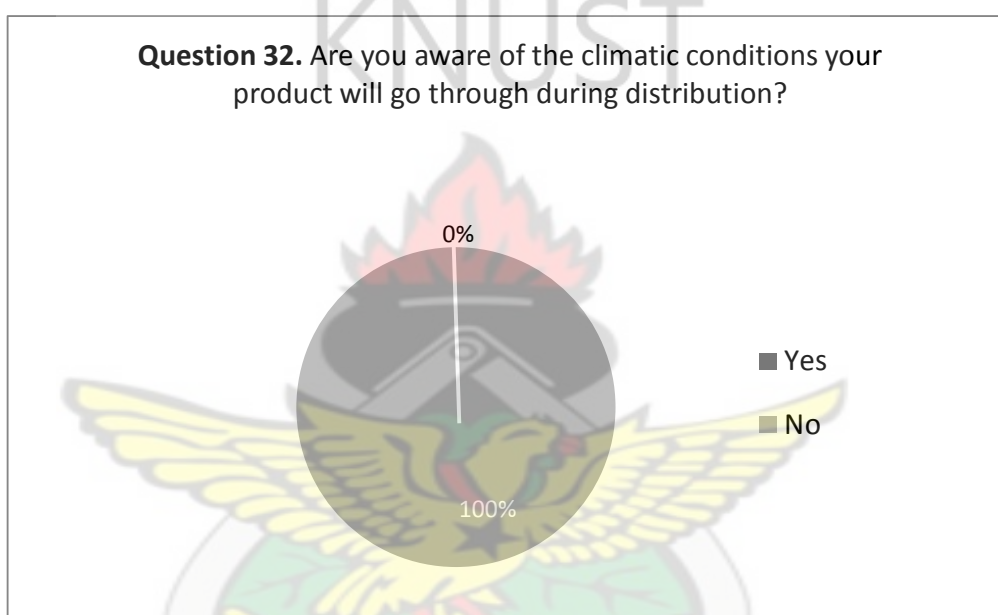 KNUST
Question 32. Are you aware of the climatic conditions your
product will go through during distribution?
0%
100%
Yes
No